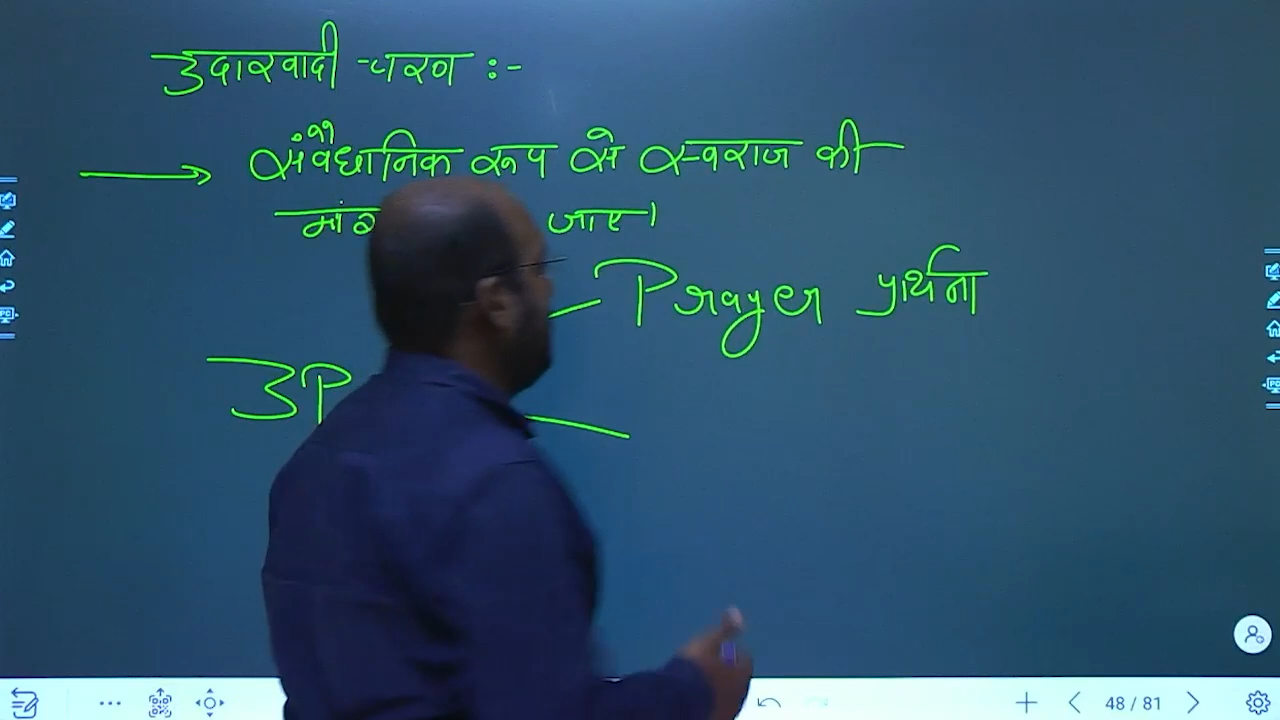 उदारवादी चरण :-
→ संवैधानिक रूप से स्वराज की
जाए।
Prayer प्रार्थना
3P
48 / 81